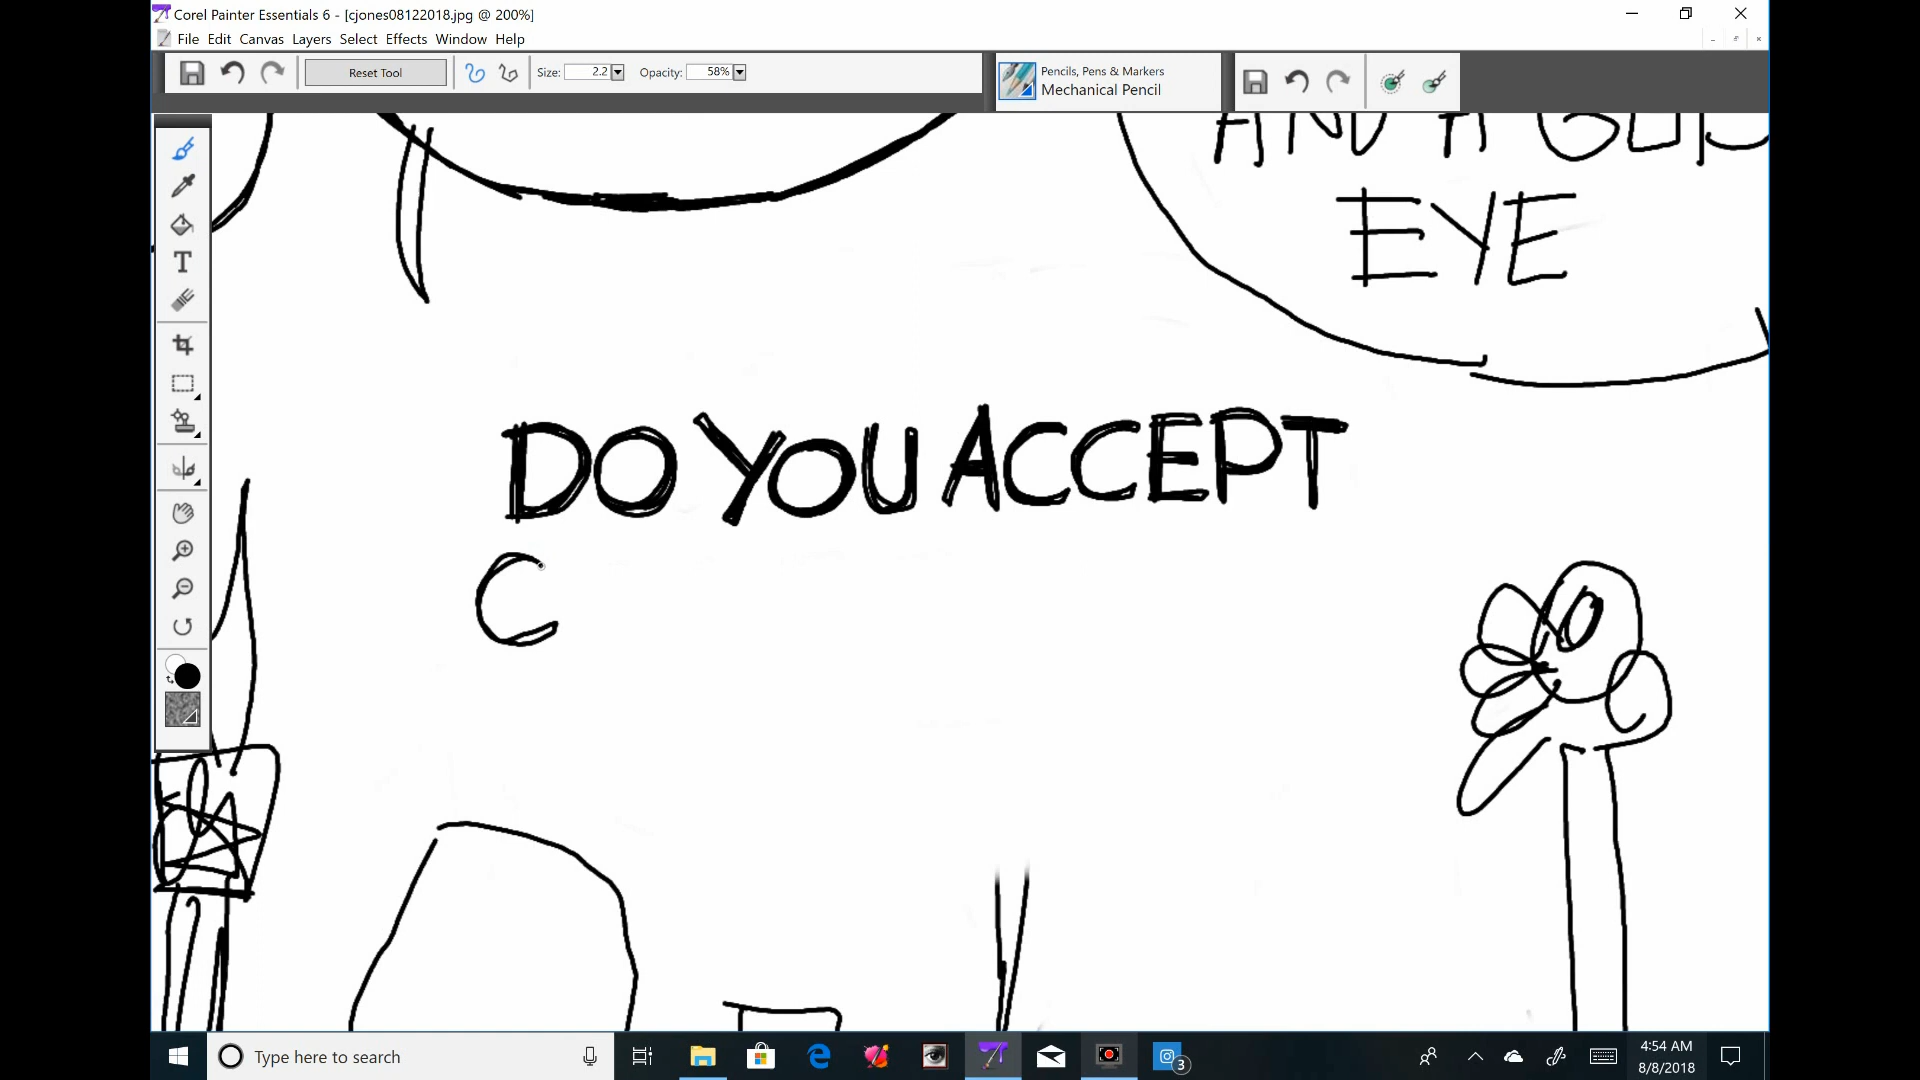 Corel Painter Essentials 6 - [cjones08122018.jpg @ 200%]
File Edit Canvas Layers Select Effects Window Help
Reset Tool
Size: 2.2
Opacity: 58%
Pencils, Pens & Markers
Mechanical Pencil
AND A
EYE
DO YOU ACCEPT
C
Type here to search
3
4:54 AM
8/8/2018